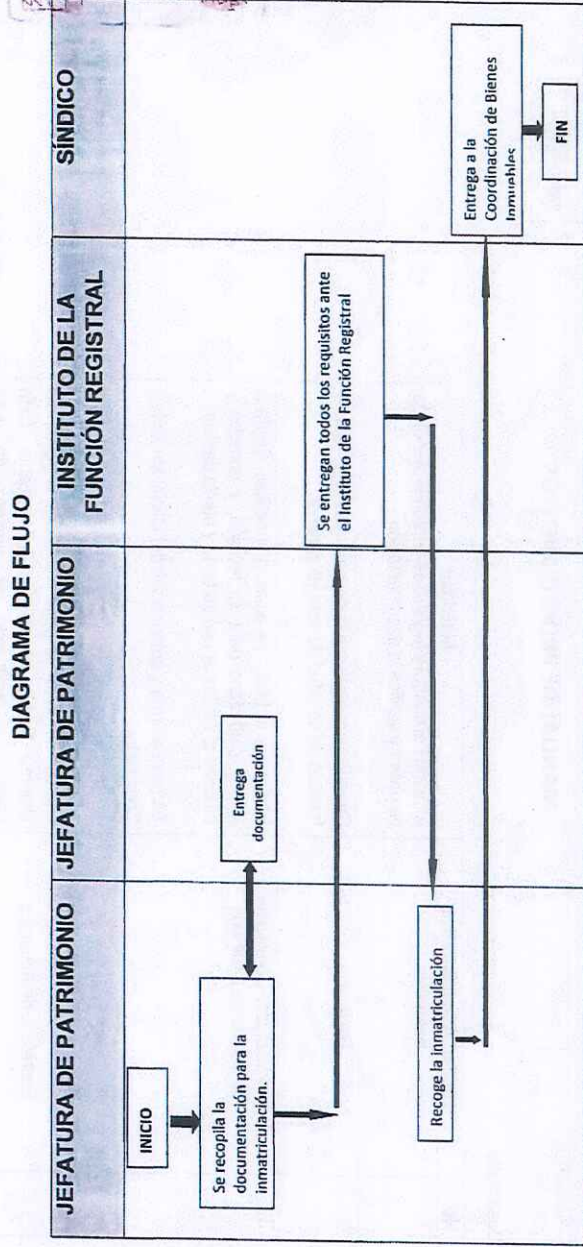 DIAGRAMA DE FLUJO
JEFATURA DE PATRIMONIO
JEFATURA DE PATRIMONIO
INSTITUTO DE LA
FUNCIÓN REGISTRAL
SÍNDICO
INICIO
Se recopila la
documentación para la
inmatriculación.
Entrega
documentación
Se entregan todos los requisitos ante
el Instituto de la Función Registral
Recoge la inmatriculación
Entrega a la
Coordinación de Bienes
Inmuebles
FIN